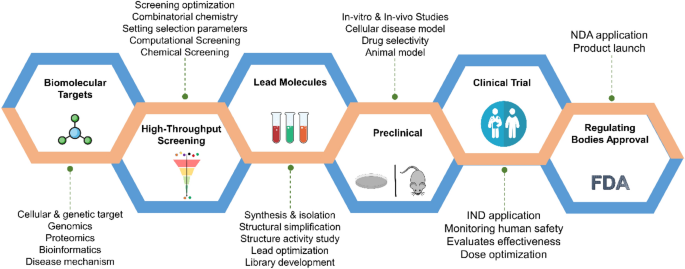 Screening optimization
Combinatorial chemistry
Setting selection parameters
Computational Screening
Chemical Screening
In-vitro & In-vivo Studies
Cellular disease model
Drug selectivity
Animal model
NDA application
Product launch
Biomolecular
Targets
High-Throughput
Screening
Lead Molecules
Preclinical
Clinical Trial
Regulating
Bodies Approval
FDA
Cellular & genetic target
Genomics
Proteomics
Bioinformatics
Disease mechanism
Synthesis & isolation
Structural simplification
Structure activity study
Lead optimization
Library development
IND application
Monitoring human safety
Evaluates effectiveness
Dose optimization